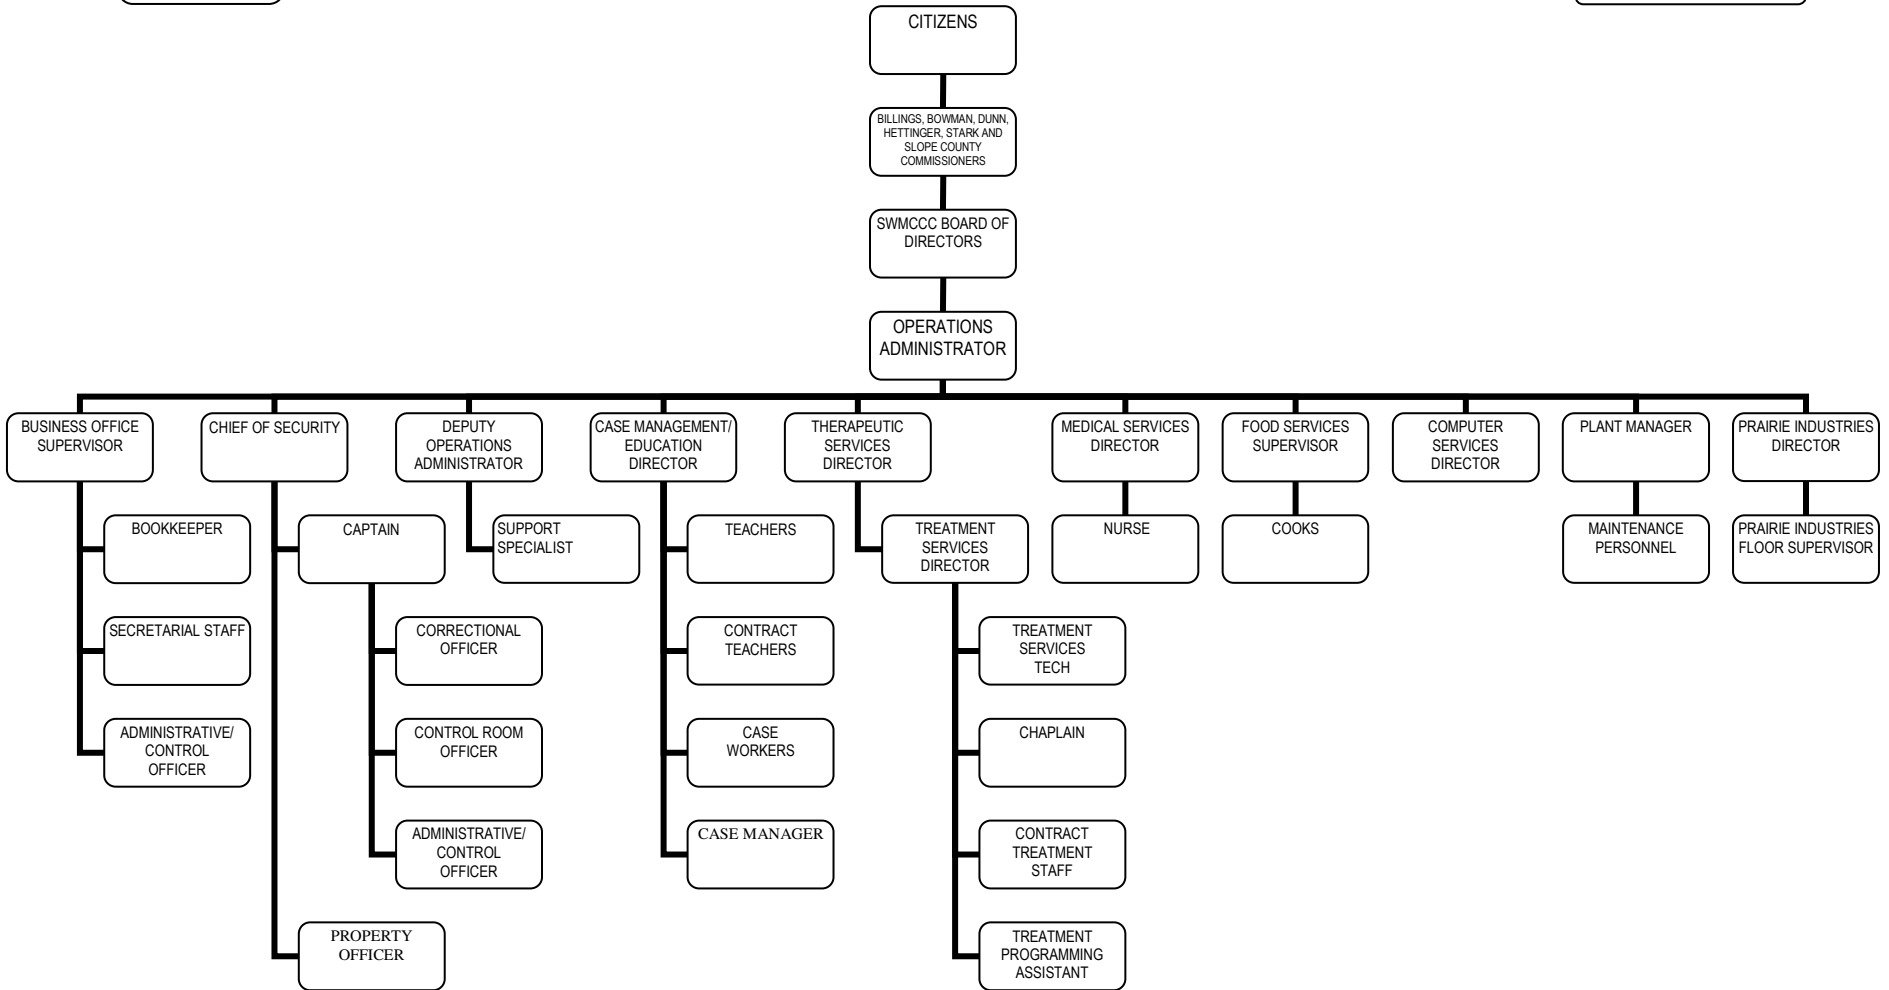 CITIZENS
BILLINGS, BOWMAN, DUNN,
HETTINGER, STARK AND
SLOPE COUNTY
COMMISSIONERS
SWMCCC BOARD OF
DIRECTORS
OPERATIONS
ADMINISTRATOR
BUSINESS OFFICE
SUPERVISOR
CHIEF OF SECURITY
DEPUTY
OPERATIONS
ADMINISTRATOR
CASE MANAGEMENT/
EDUCATION
DIRECTOR
THERAPEUTIC
SERVICES
DIRECTOR
MEDICAL SERVICES
DIRECTOR
FOOD SERVICES
SUPERVISOR
COMPUTER
SERVICES
DIRECTOR
PLANT MANAGER
PRAIRIE INDUSTRIES
DIRECTOR
BOOKKEEPER
CAPTAIN
SUPPORT
SPECIALIST
TEACHERS
TREATMENT
SERVICES
DIRECTOR
NURSE
COOKS
MAINTENANCE
PERSONNEL
PRAIRIE INDUSTRIES
FLOOR SUPERVISOR
SECRETARIAL STAFF
CORRECTIONAL
OFFICER
CONTRACT
TEACHERS
TREATMENT
SERVICES
TECH
ADMINISTRATIVE/
CONTROL
OFFICER
CONTROL ROOM
OFFICER
CASE
WORKERS
CHAPLAIN
ADMINISTRATIVE/
CONTROL
OFFICER
CASE MANAGER
CONTRACT
TREATMENT
STAFF
PROPERTY
OFFICER
TREATMENT
PROGRAMMING
ASSISTANT